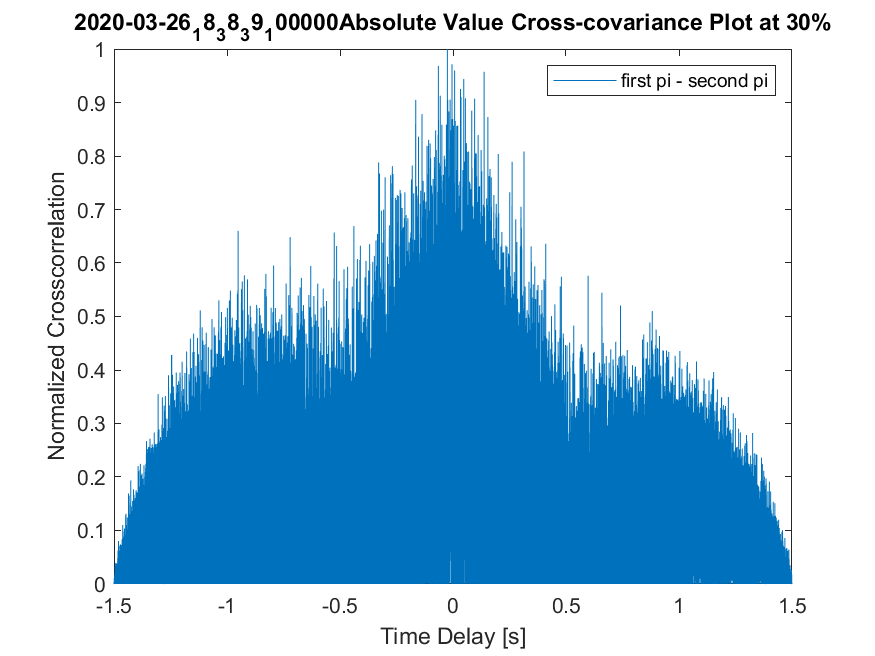 2020-03-26₁8₃8₃9₁00000Absolute Value Cross-covariance Plot at 30%
first pi - second pi
1
0.9
0.8
0.7
0.6
0.5
0.4
0.3
0.2
0.1
0
Normalized Crosscorrelation
-1.5 -1 -0.5 0 0.5 1 1.5
Time Delay [s]